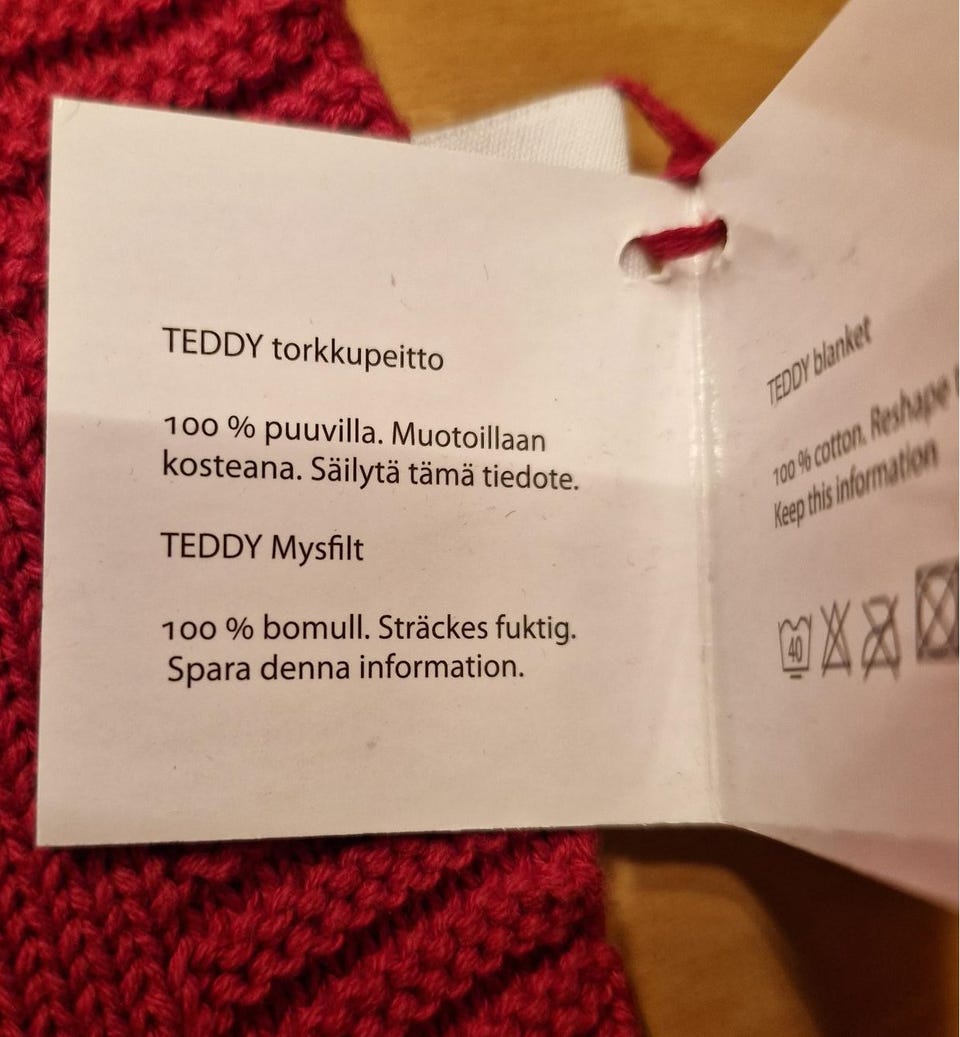 TEDDY torkkupeitto
100 % puuvilla. Muotoillaan
kosteana. Säilytä tämä tiedote.
TEDDY Mysfilt
100 % bomull. Sträckes fuktig.
Spara denna information.
TEDDY blanket
100 % cotton. Reshape
Keep this information
40